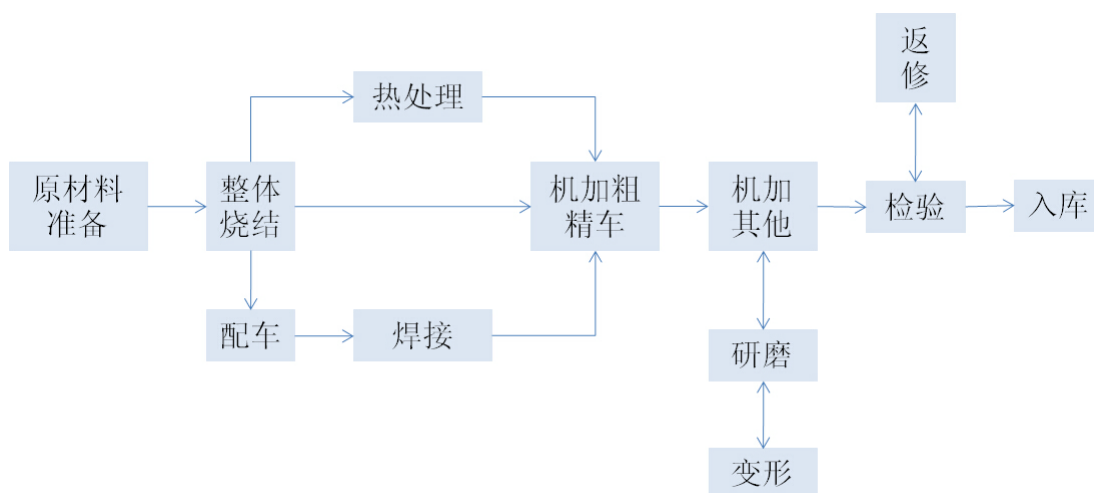 返
修
热处理
原材料
准备
整体
烧结
机加粗
精车
机加
其他
检验
入库
配车
焊接
研磨
变形